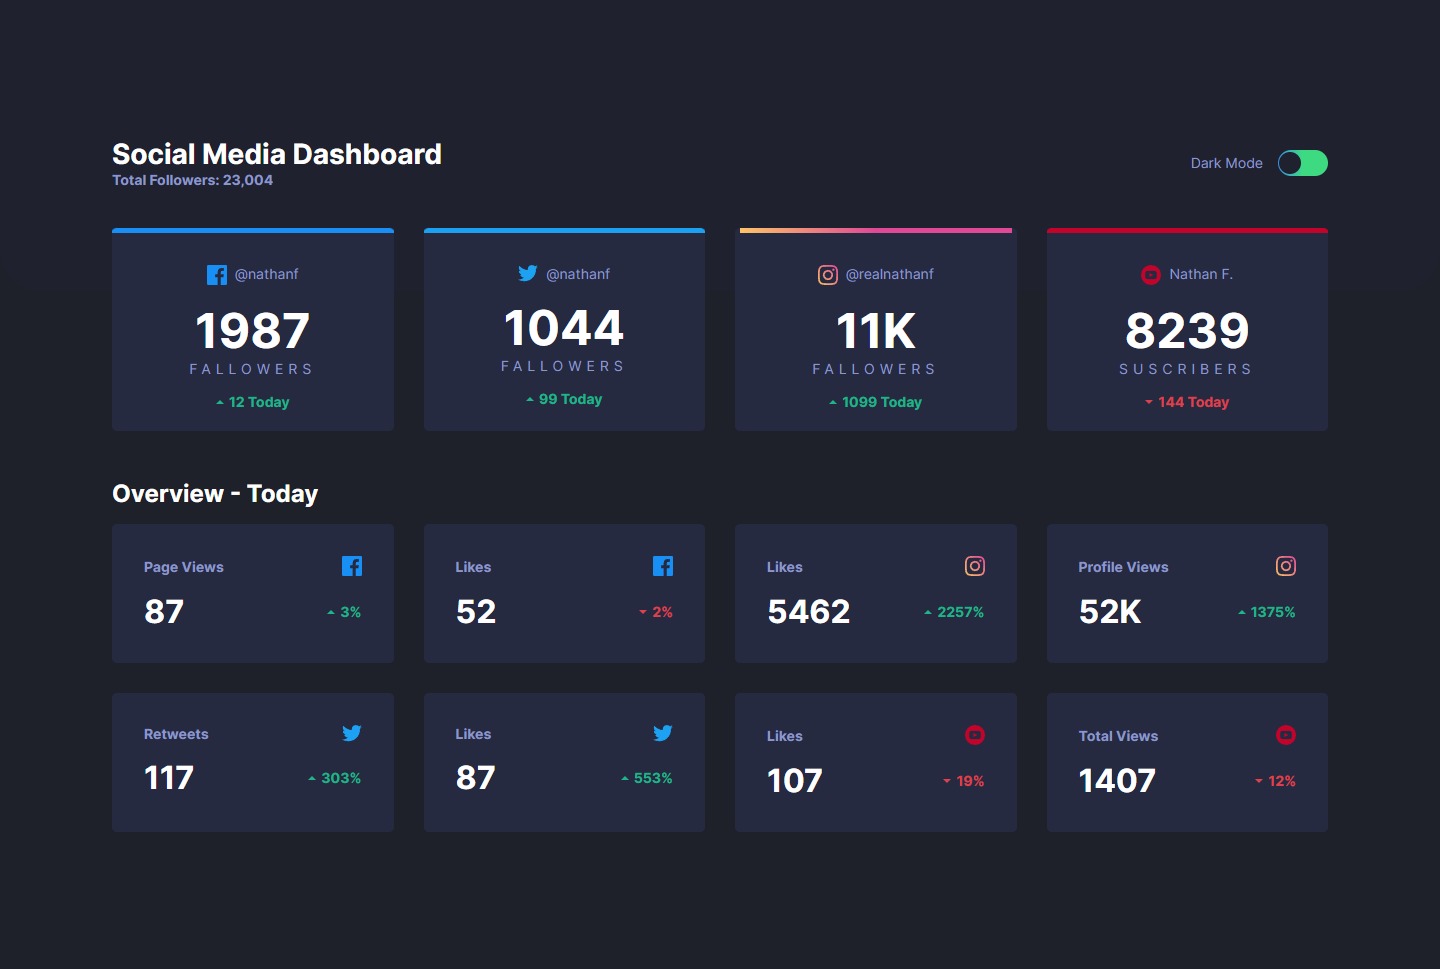 Social Media Dashboard
Total Followers: 23,004
Dark Mode
@nathanf
1987
FALLOWERS
12 Today
@nathanf
1044
FALLOWERS
99 Today
@realnathanf
11K
FALLOWERS
1099 Today
Nathan F.
8239
SUSCRIBERS
144 Today
Overview - Today
Page Views
87
3%
Likes
52
2%
Likes
5462
2257%
Profile Views
52K
1375%
Retweets
117
303%
Likes
87
553%
Likes
107
19%
Total Views
1407
12%